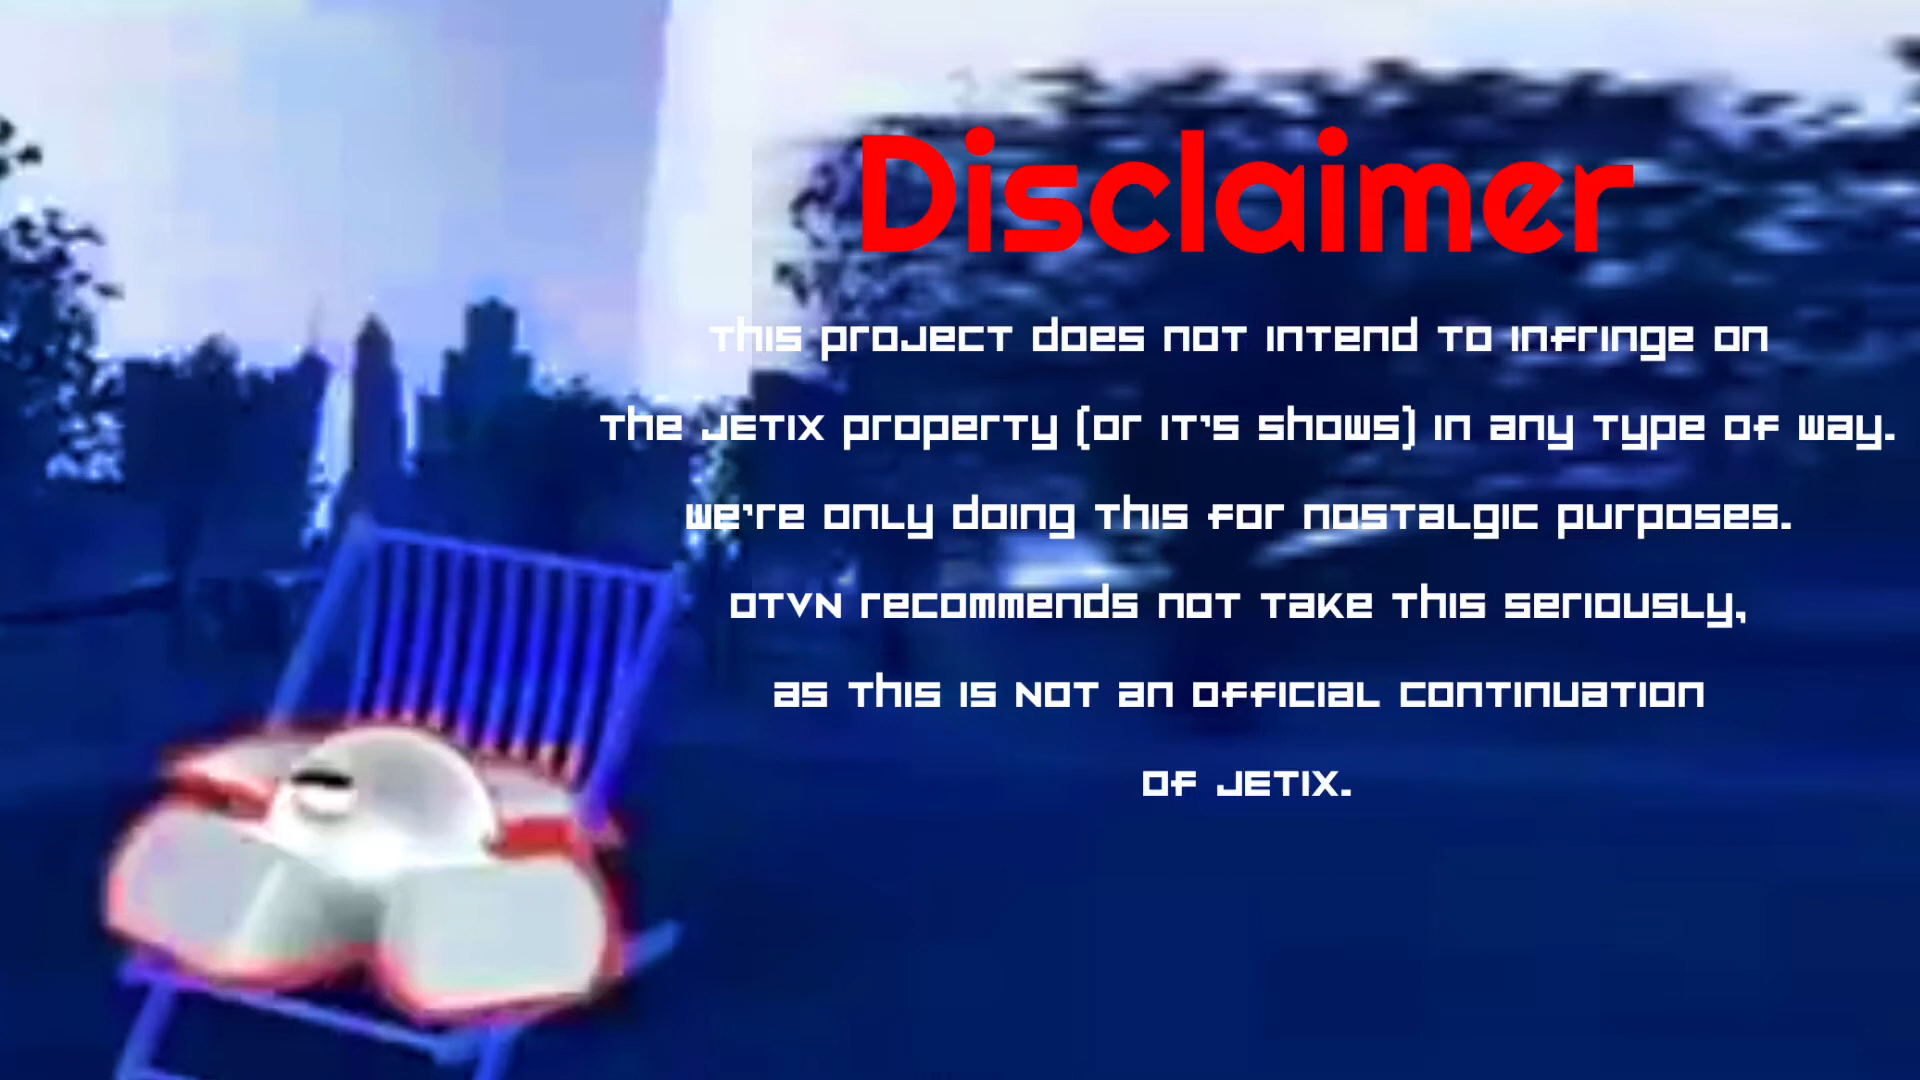 Disclaimer
This project does not intend to infringe on
the JETIX property (or it's shows) in any type of way.
We're only doing this for nostalgic purposes.
OTVN recommends not take this seriously,
as this is NOT an official continuation
of JETIX.